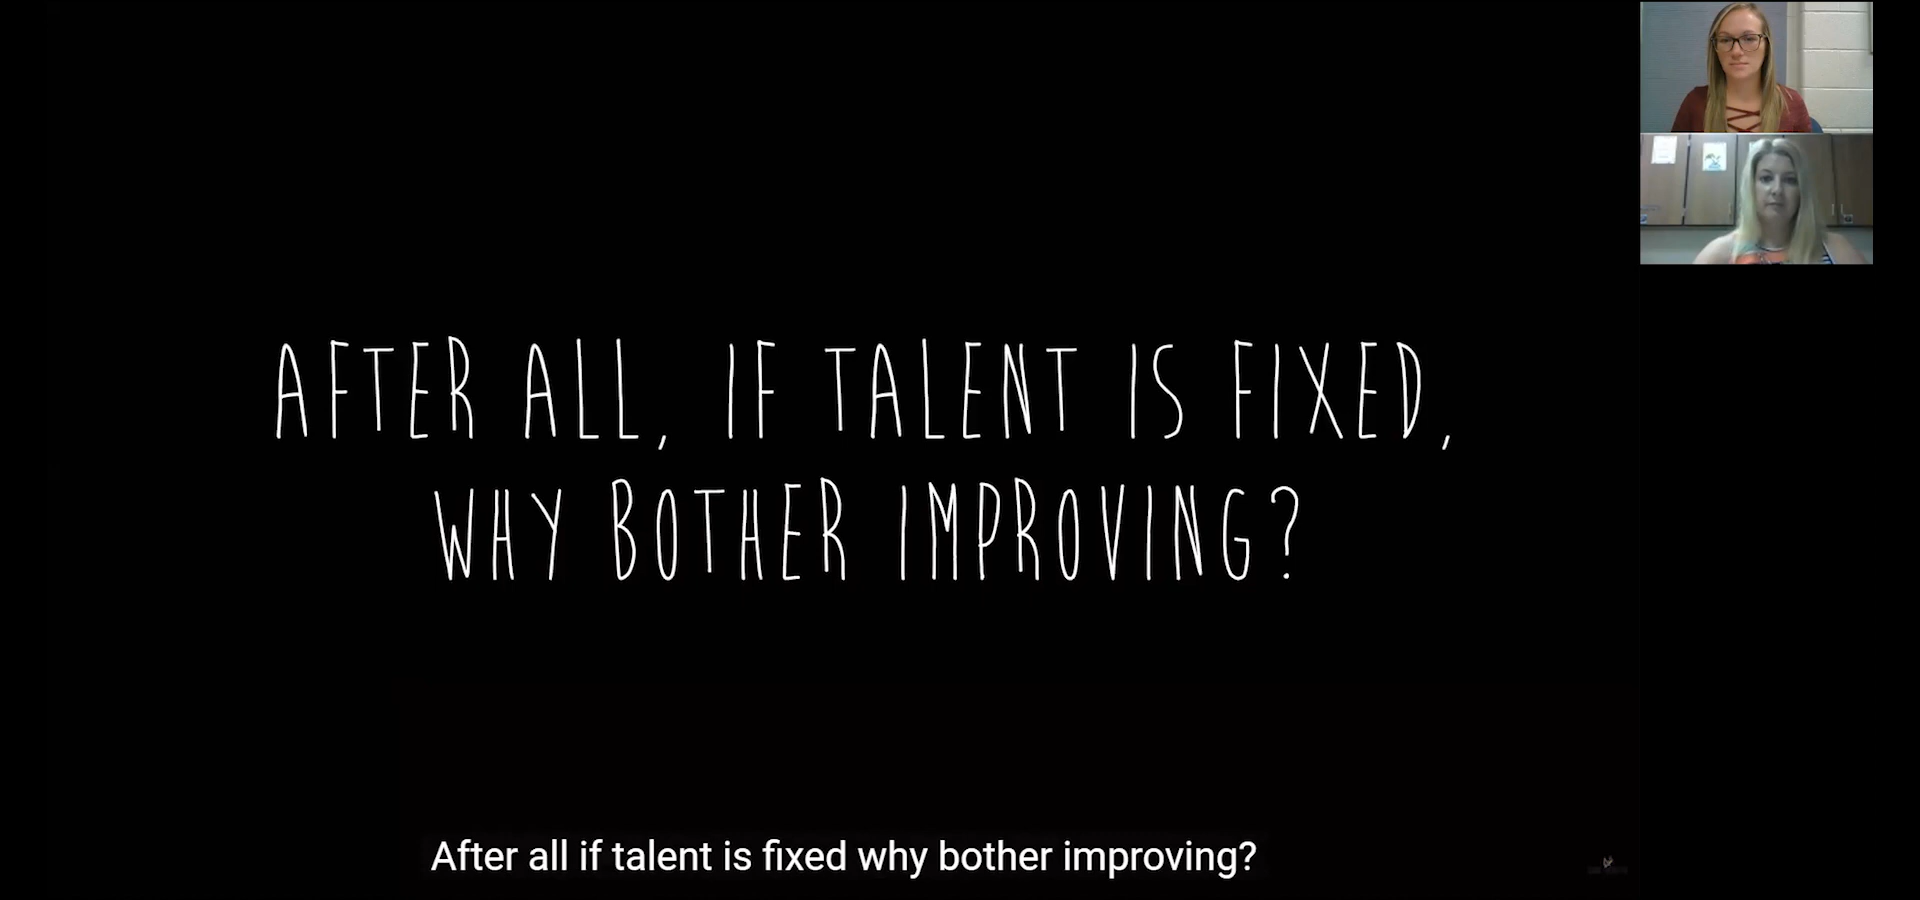 AFTER ALL, IF TALENT IS FIXED,
WHY BOTHER IMPROVING?
After all if talent is fixed why bother improving?